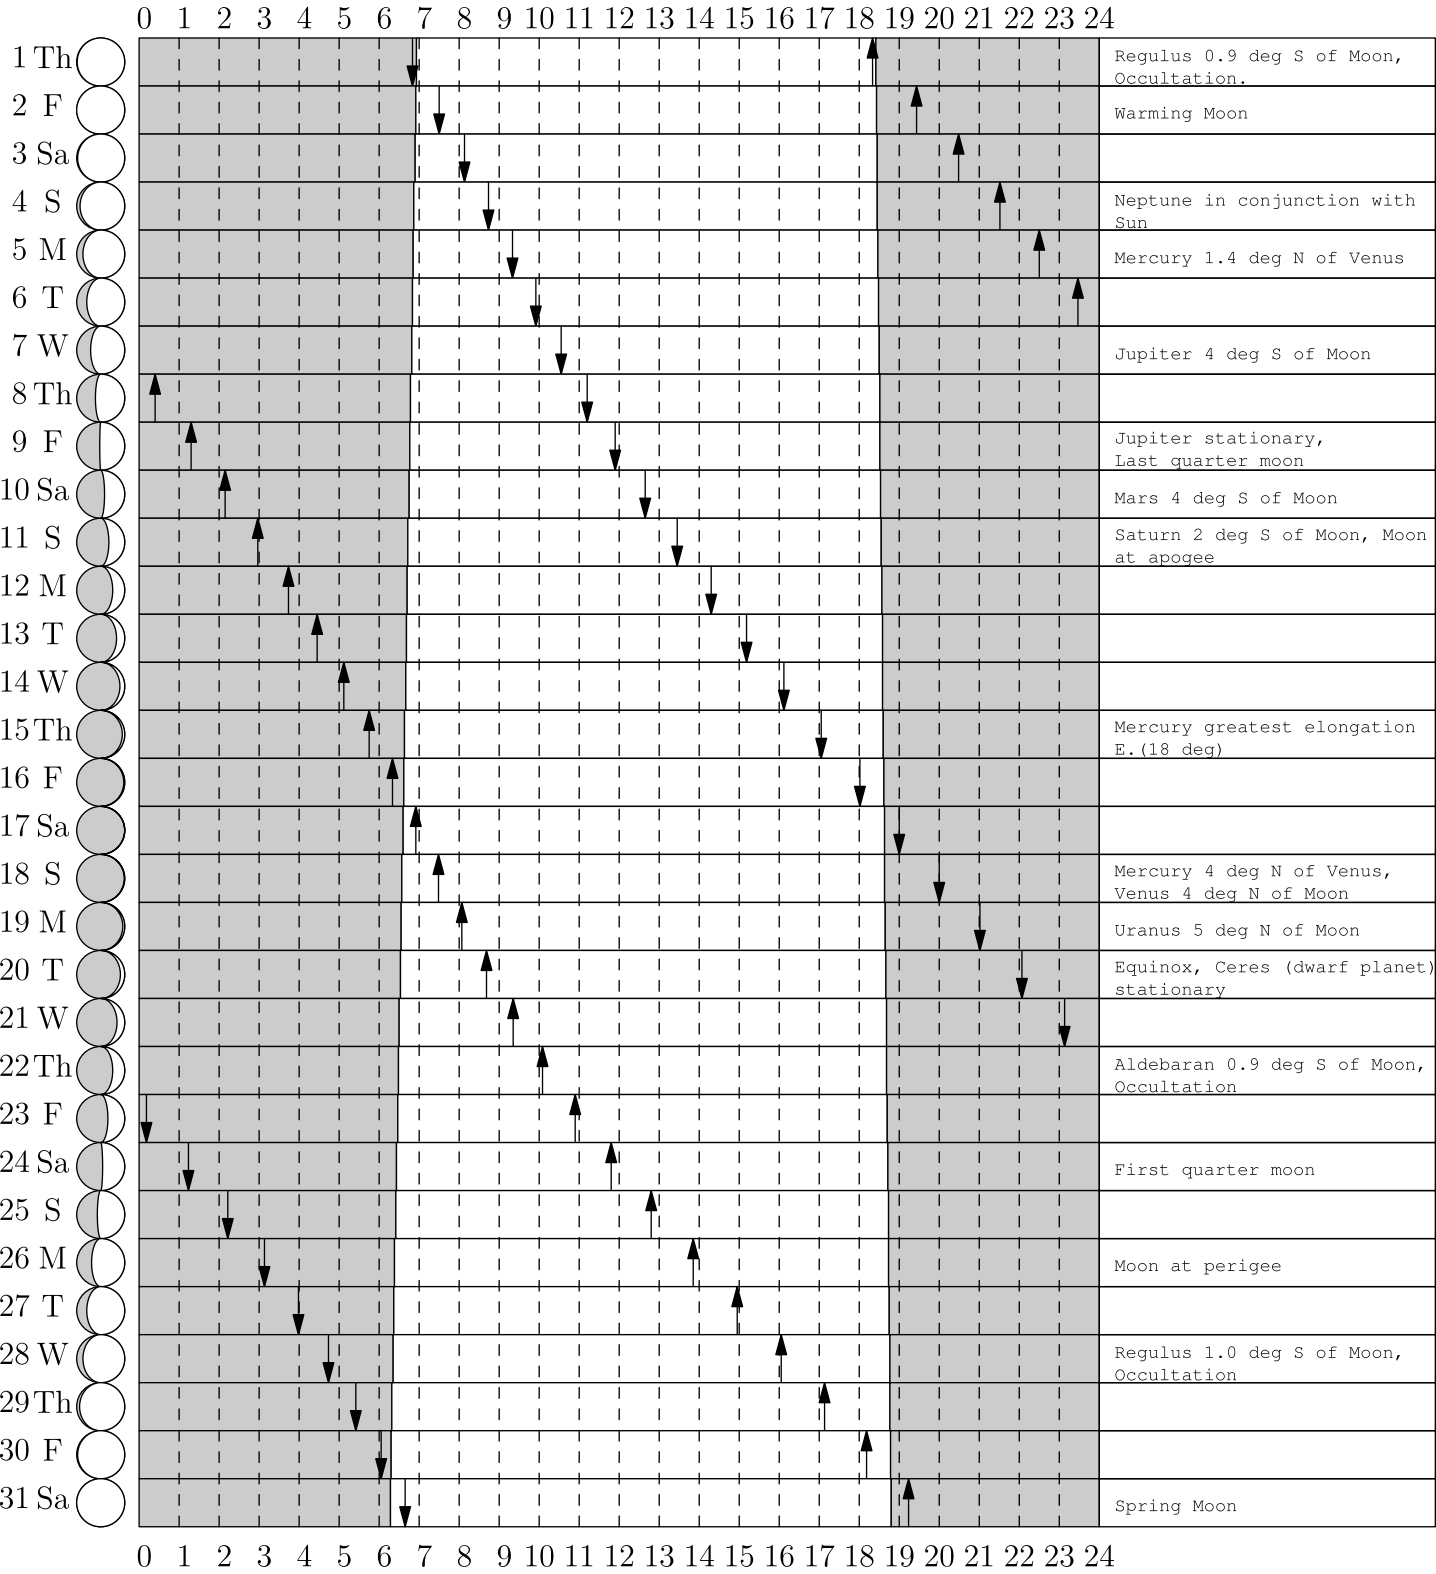 0 1 2 3 4 5 6 7 8 9 10 11 12 13 14 15 16 17 18 19 20 21 22 23 24
1 Th Regulus 0.9 deg S of Moon,
Occultation.
2 F Warming Moon
3 Sa
4 S Neptune in conjunction with
Sun
5 M Mercury 1.4 deg N of Venus
6 T
7 W Jupiter 4 deg S of Moon
8 Th
9 F Jupiter stationary,
Last quarter moon
10 Sa Mars 4 deg S of Moon
11 S Saturn 2 deg S of Moon, Moon
at apogee
12 M
13 T
14 W
15 Th Mercury greatest elongation
E.(18 deg)
16 F
17 Sa
18 S Mercury 4 deg N of Venus,
Venus 4 deg N of Moon
19 M Uranus 5 deg N of Moon
20 T Equinox, Ceres (dwarf planet)
stationary
21 W
22 Th Aldebaran 0.9 deg S of Moon,
Occultation
23 F
24 Sa First quarter moon
25 S
26 M Moon at perigee
27 T
28 W Regulus 1.0 deg S of Moon,
Occultation
29 Th
30 F
31 Sa Spring Moon
0 1 2 3 4 5 6 7 8 9 10 11 12 13 14 15 16 17 18 19 20 21 22 23 24